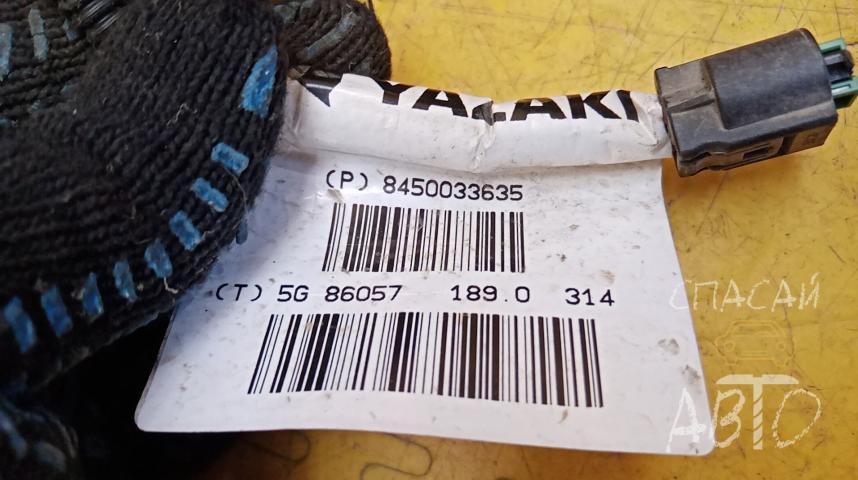 YAZAKI
(P) 8450033635
(T) 5G 86057 189.0 314
СПАСАЙ
АВТО